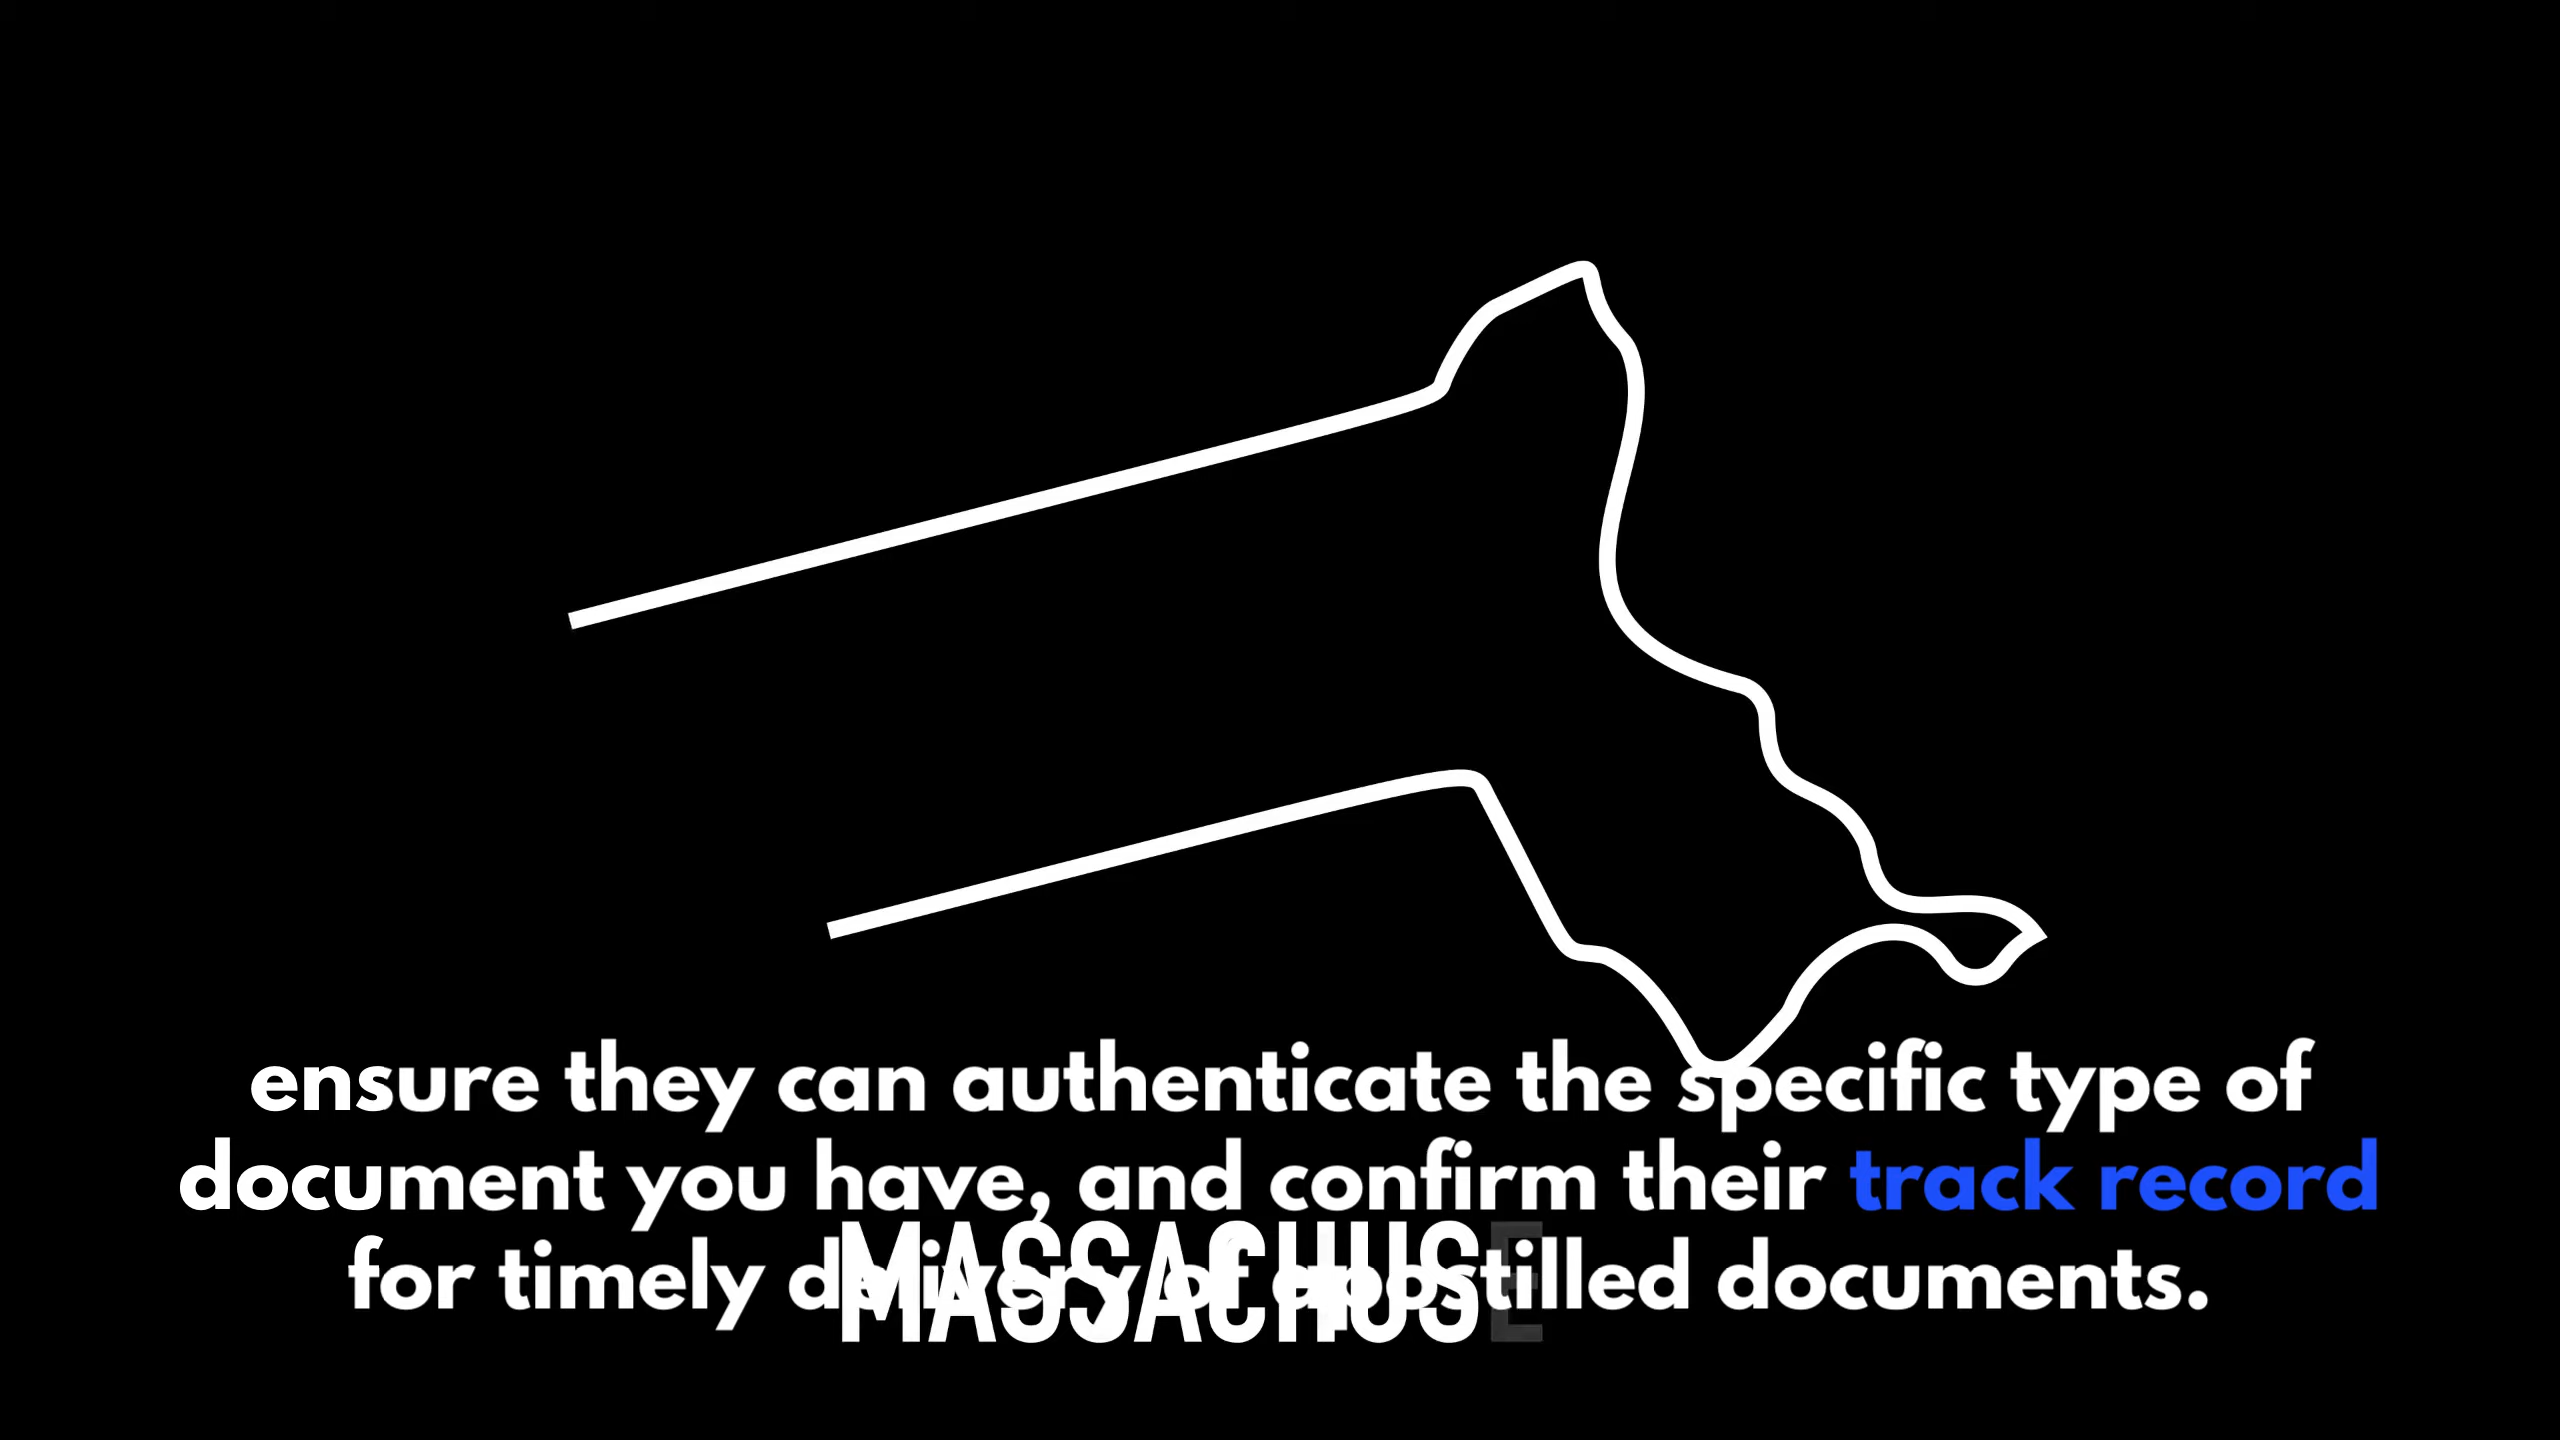 ensure they can authenticate the specific type of
document you have, and confirm their track record
for timely delivery of apostilled documents.
MASSACHUSE